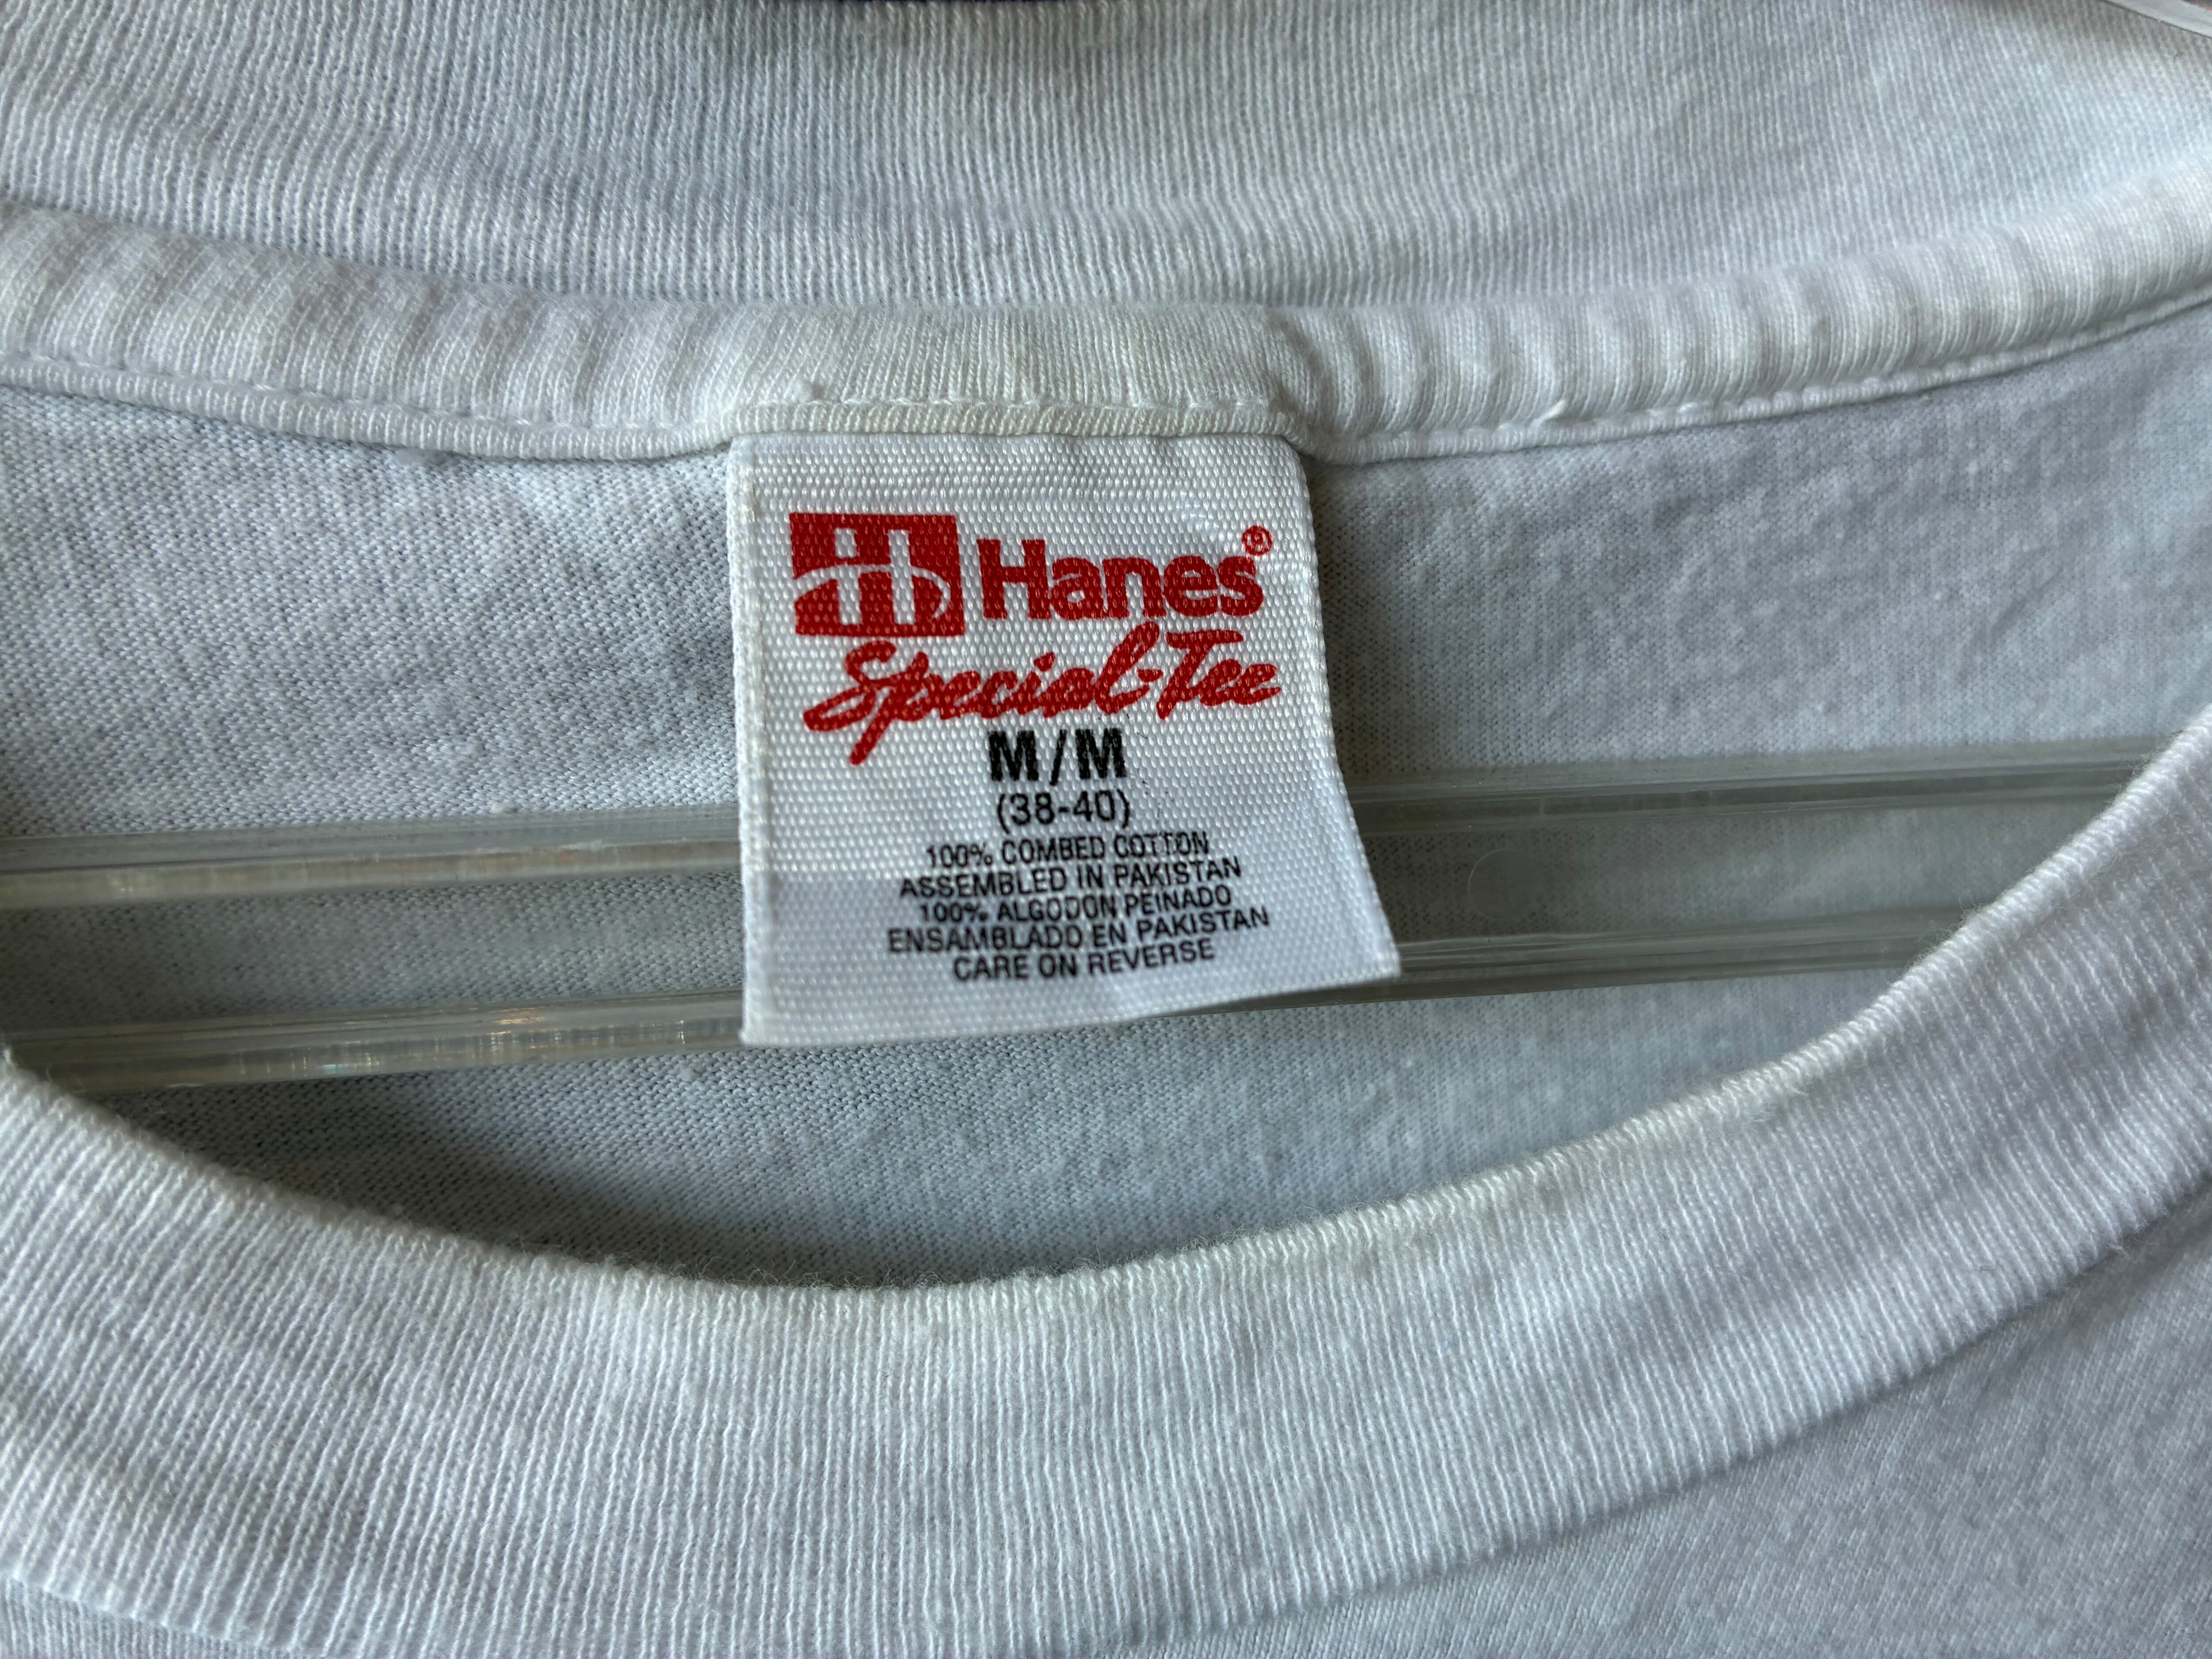 Hanes®
Special-Tee
M/M
(38-40)
100% COMBED COTTON
ASSEMBLED IN PAKISTAN
100% ALGODON PEINADO
ENSAMBLADO EN PAKISTAN
CARE ON REVERSE